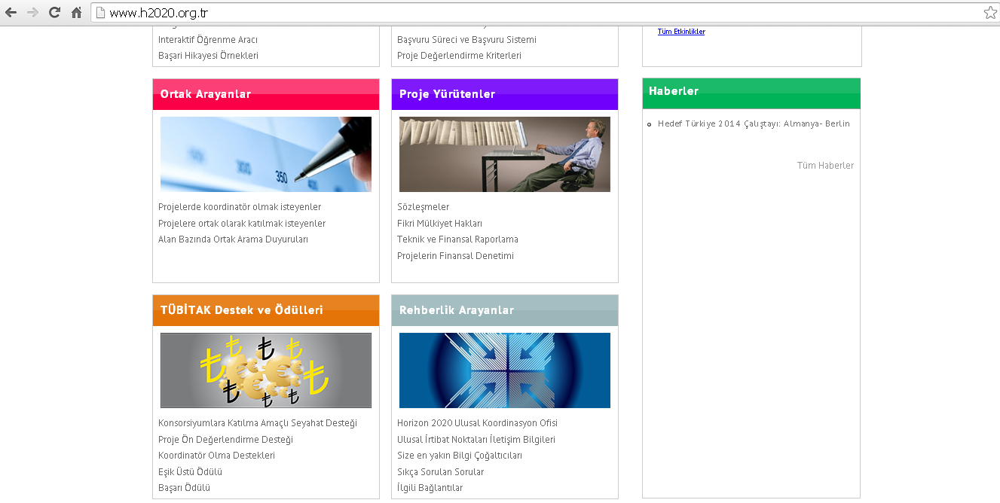 www.h2020.org.tr
Interaktif Öğrenme Aracı
Başari Hikayesi Örnekleri
Başvuru Süreci ve Başvuru Sistemi
Proje Değerlendirme Kriterleri
Tüm Etkinlikler
Ortak Arayanlar
350
Projelerde koordinatör olmak isteyenler
Projelere ortak olarak katılmak isteyenler
Alan Bazında Ortak Arama Duyuruları
Proje Yürütenler
Sözleşmeler
Fikri Mülkiyet Hakları
Teknik ve Finansal Raporlama
Projelerin Finansal Denetimi
Haberler
Hedef Türkiye 2014 Çalıştayı: Almanya- Berlin
Tüm Haberler
TÜBİTAK Destek ve Ödülleri
Konsorsiyumlara Katılma Amaçlı Seyahat Desteği
Proje Ön Değerlendirme Desteği
Koordinatör Olma Destekleri
Eşik Üstü Ödülü
Başarı Ödülü
Rehberlik Arayanlar
Horizon 2020 Ulusal Koordinasyon Ofisi
Ulusal İrtibat Noktaları İletişim Bilgileri
Size en yakın Bilgi Çoğaltıcıları
Sıkça Sorulan Sorular
İlgili Bağlantılar